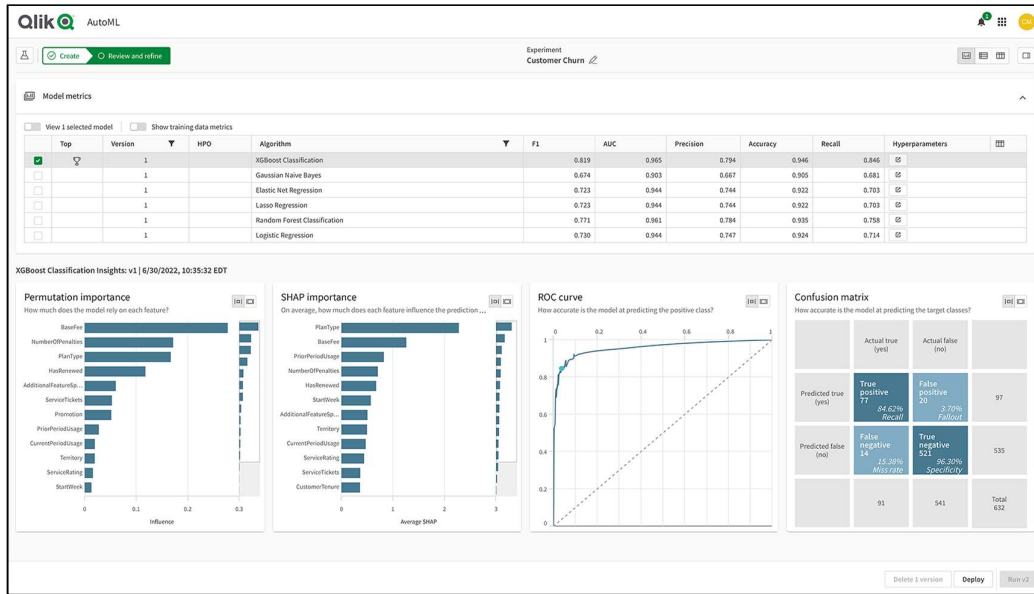 Qlik AutoML
CM
Create Review and refine
Experiment
Customer Churn
Model metrics
View 1 selected model Show training data metrics
Top Version HPO Algorithm F1 AUC Precision Accuracy Recall Hyperparameters
1 XGBoost Classification 0.819 0.965 0.794 0.946 0.846
1 Gaussian Naive Bayes 0.674 0.903 0.667 0.905 0.681
1 Elastic Net Regression 0.723 0.944 0.744 0.922 0.703
1 Lasso Regression 0.723 0.944 0.744 0.922 0.703
1 Random Forest Classification 0.771 0.961 0.784 0.935 0.758
1 Logistic Regression 0.730 0.944 0.747 0.924 0.714
XGBoost Classification Insights: v1 | 6/30/2022, 10:35:32 EDT
Permutation importance
How much does the model rely on each feature?
BaseFee
NumberOfPenalties
PlanType
HasRenewed
AdditionalFeatureSp...
ServiceTickets
Promotion
PriorPeriodUsage
CurrentPeriodUsage
Territory
ServiceRating
StartWeek
0 0.1 0.2 0.3
Influence
SHAP importance
On average, how much does each feature influence the prediction ...
PlanType
BaseFee
PriorPeriodUsage
NumberOfPenalties
HasRenewed
StartWeek
AdditionalFeatureSp...
Territory
CurrentPeriodUsage
ServiceRating
ServiceTickets
CustomerTenure
0 1 2 3
Average SHAP
ROC curve
How accurate is the model at predicting the positive class?
0 0.2 0.4 0.6 0.8 1
1
0.8
0.6
0.4
0.2
0
Confusion matrix
How accurate is the model at predicting the target classes?
Actual true
(yes)
Actual false
(no)
Predicted true
(yes)
True
positive
77
84.62%
Recall
False
positive
20
3.70%
Fallout
97
Predicted false
(no)
False
negative
14
15.38%
Miss rate
True
negative
521
96.30%
Specificity
535
91
541
Total
632
Delete 1 version Deploy Run v2